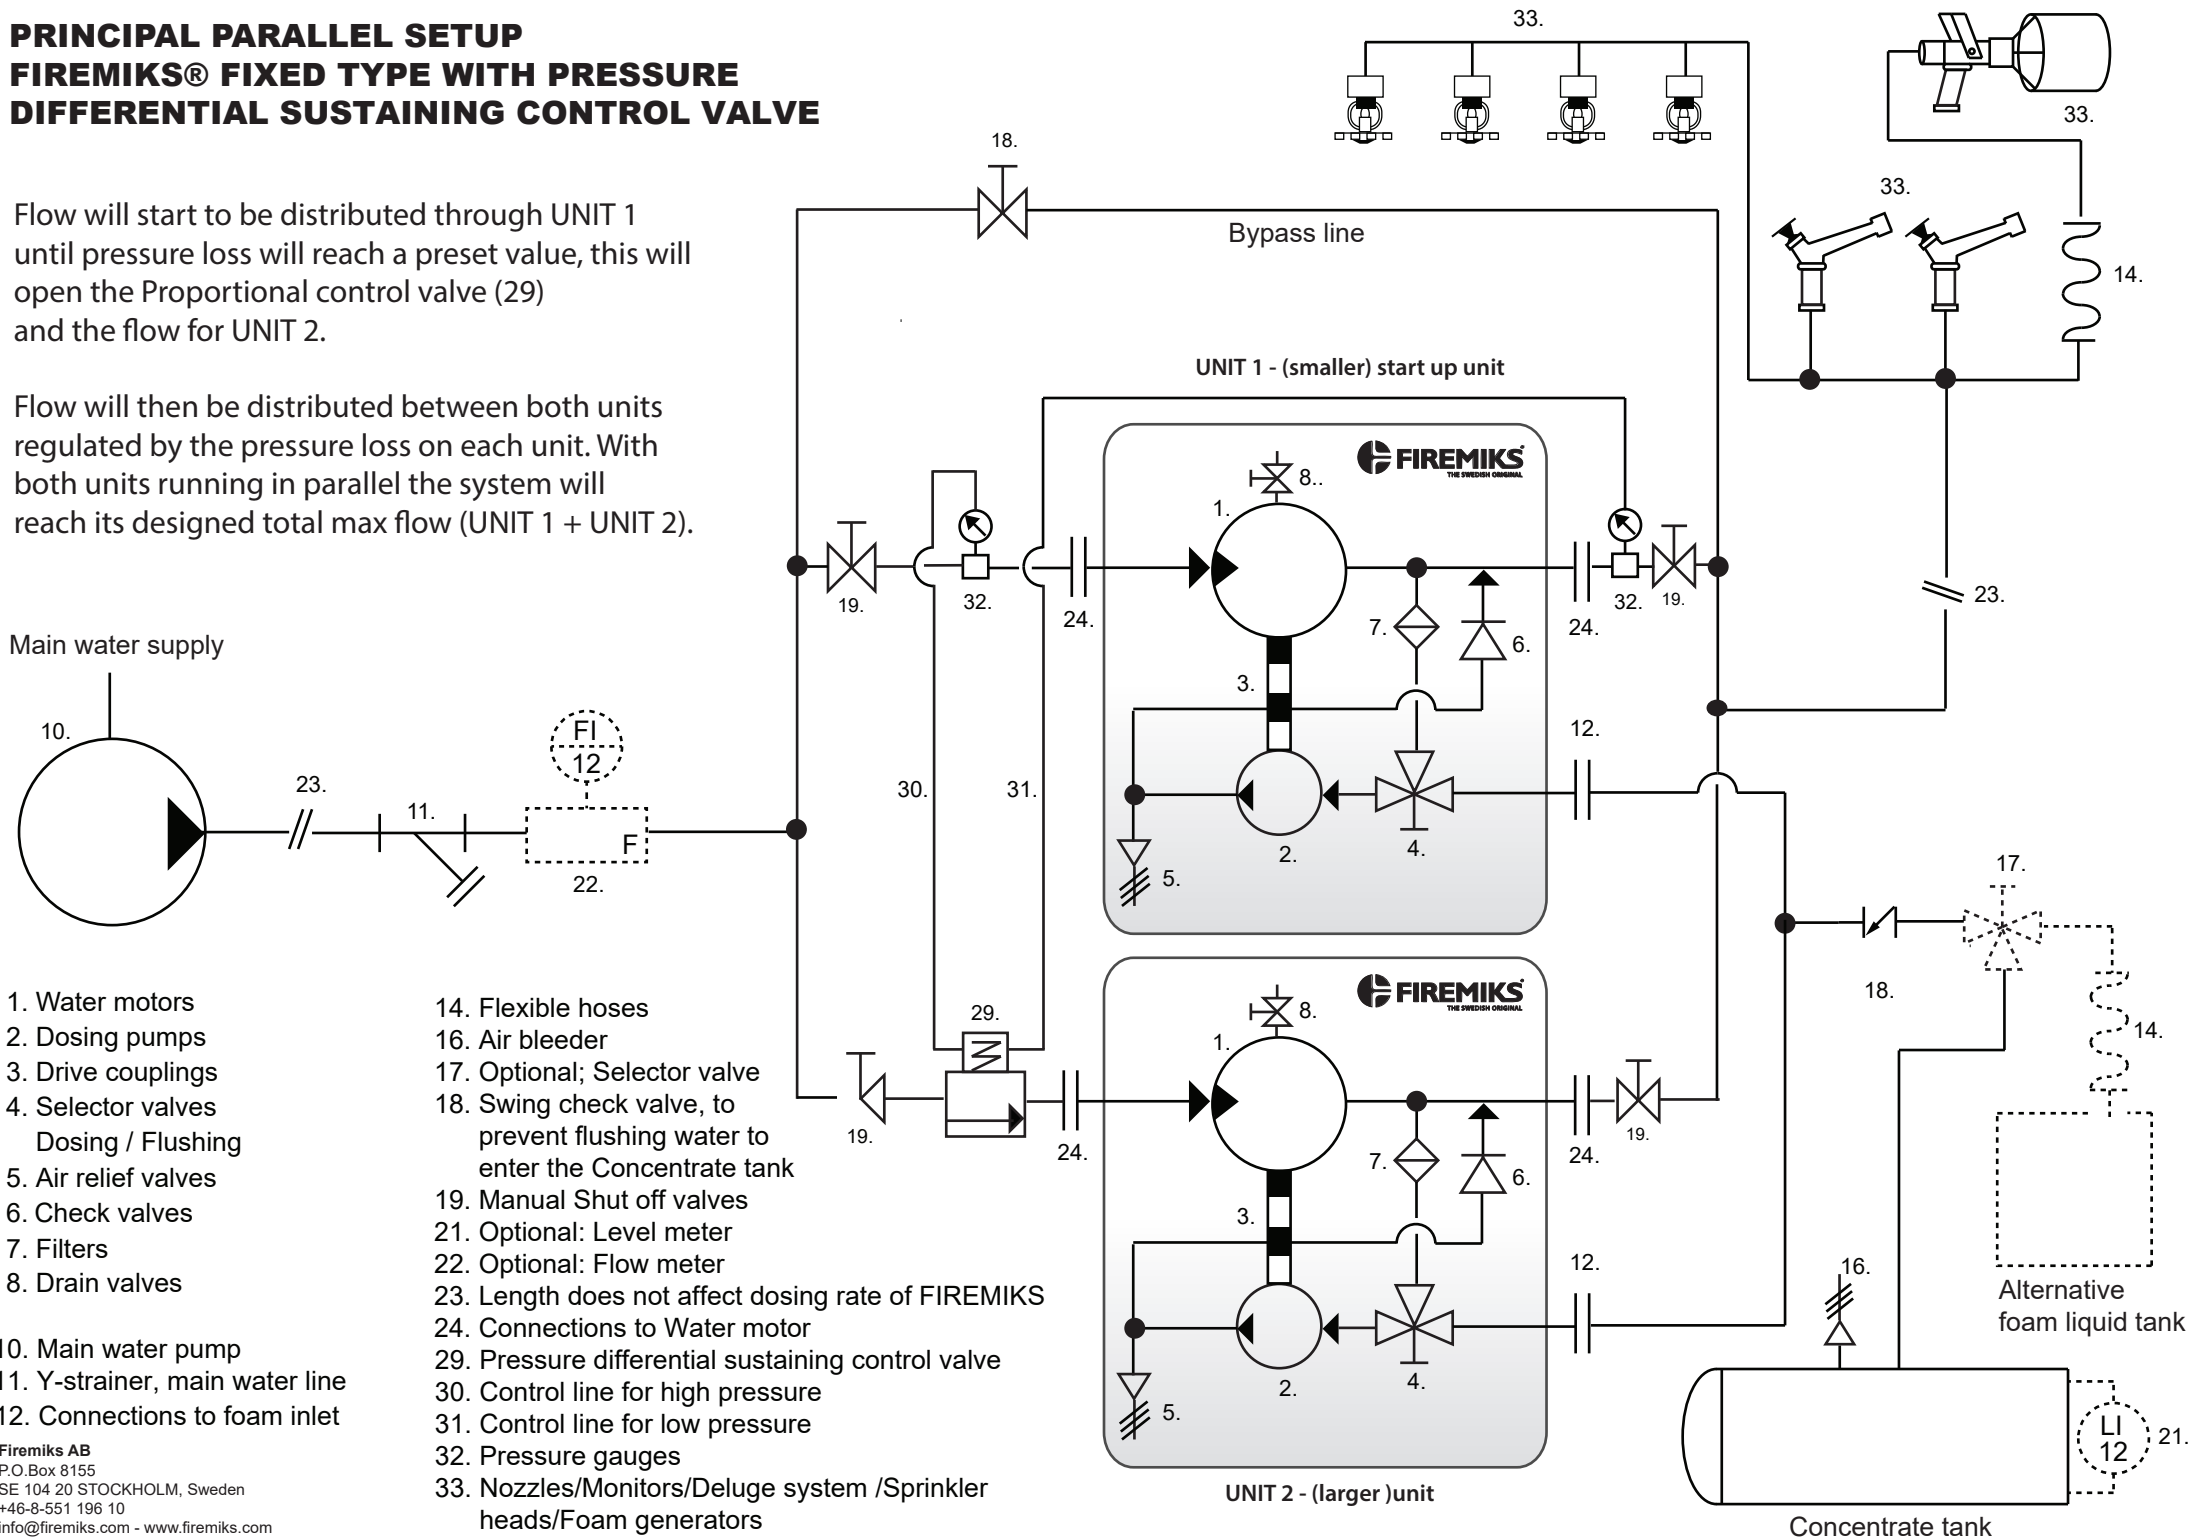 PRINCIPAL PARALLEL SETUP
FIREMIKS® FIXED TYPE WITH PRESSURE
DIFFERENTIAL SUSTAINING CONTROL VALVE
Flow will start to be distributed through UNIT 1
until pressure loss will reach a preset value, this will
open the Proportional control valve (29)
and the flow for UNIT 2.
Flow will then be distributed between both units
regulated by the pressure loss on each unit. With
both units running in parallel the system will
reach its designed total max flow (UNIT 1 + UNIT 2).
33.
33.
33.
14.
18.
Bypass line
UNIT 1 - (smaller) start up unit
FIREMIKS
THE SWEDISH ORIGINAL
8..
1.
19.
32.
24.
7.
6.
24.
32.
19.
23.
3.
12.
30.
31.
2.
4.
5.
Main water supply
10.
23.
11.
FI
12
F
22.
17.
18.
14.
Alternative
foam liquid tank
29.
FIREMIKS
THE SWEDISH ORIGINAL
8.
1.
19.
24.
7.
6.
24.
19.
3.
12.
2.
4.
5.
UNIT 2 - (larger )unit
16.
LI
12
21.
Concentrate tank
1. Water motors
2. Dosing pumps
3. Drive couplings
4. Selector valves
Dosing / Flushing
5. Air relief valves
6. Check valves
7. Filters
8. Drain valves
10. Main water pump
11. Y-strainer, main water line
12. Connections to foam inlet
14. Flexible hoses
16. Air bleeder
17. Optional; Selector valve
18. Swing check valve, to
prevent flushing water to
enter the Concentrate tank
19. Manual Shut off valves
21. Optional: Level meter
22. Optional: Flow meter
23. Length does not affect dosing rate of FIREMIKS
24. Connections to Water motor
29. Pressure differential sustaining control valve
30. Control line for high pressure
31. Control line for low pressure
32. Pressure gauges
33. Nozzles/Monitors/Deluge system /Sprinkler
heads/Foam generators
Firemiks AB
P.O.Box 8155
SE 104 20 STOCKHOLM, Sweden
+46-8-551 196 10
info@firemiks.com - www.firemiks.com